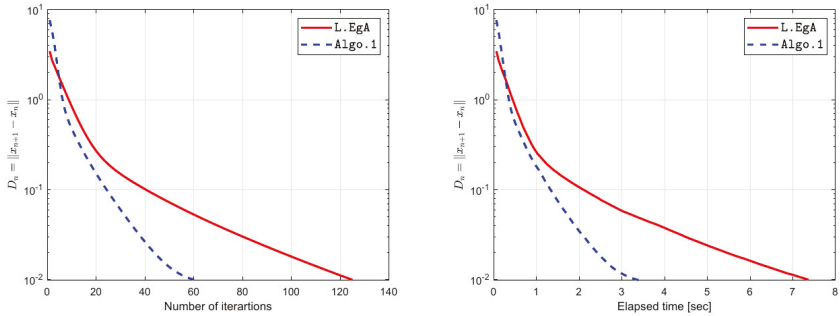 10^1
10^0
10^-1
10^-2
D_n = ‖x_{n+1} − x_n‖
L.EgA
Algo.1
0 20 40 60 80 100 120 140
Number of iterartions
10^1
10^0
10^-1
10^-2
D_n = ‖x_{n+1} − x_n‖
L.EgA
Algo.1
0 1 2 3 4 5 6 7 8
Elapsed time [sec]